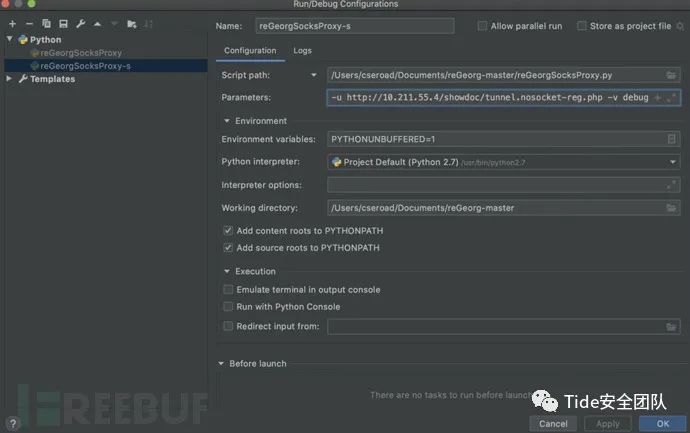 Run/Debug Configurations
Name: reGeorgSocksProxy-s Allow parallel run Store as project file
Python
reGeorgSocksProxy
reGeorgSocksProxy-s
Templates
Configuration Logs
Script path: /Users/cseroad/Documents/reGeorg-master/reGeorgSocksProxy.py
Parameters: -u http://10.211.55.4/showdoc/tunnel.nosocket-reg.php -v debug
Environment
Environment variables: PYTHONUNBUFFERED=1
Python interpreter: Project Default (Python 2.7) /usr/bin/python2.7
Interpreter options:
Working directory: /Users/cseroad/Documents/reGeorg-master
Add content roots to PYTHONPATH
Add source roots to PYTHONPATH
Execution
Emulate terminal in output console
Run with Python Console
Redirect input from:
Before launch
There are no tasks to run before launch
FREEBUF
Tide安全团队
? Cancel Apply OK